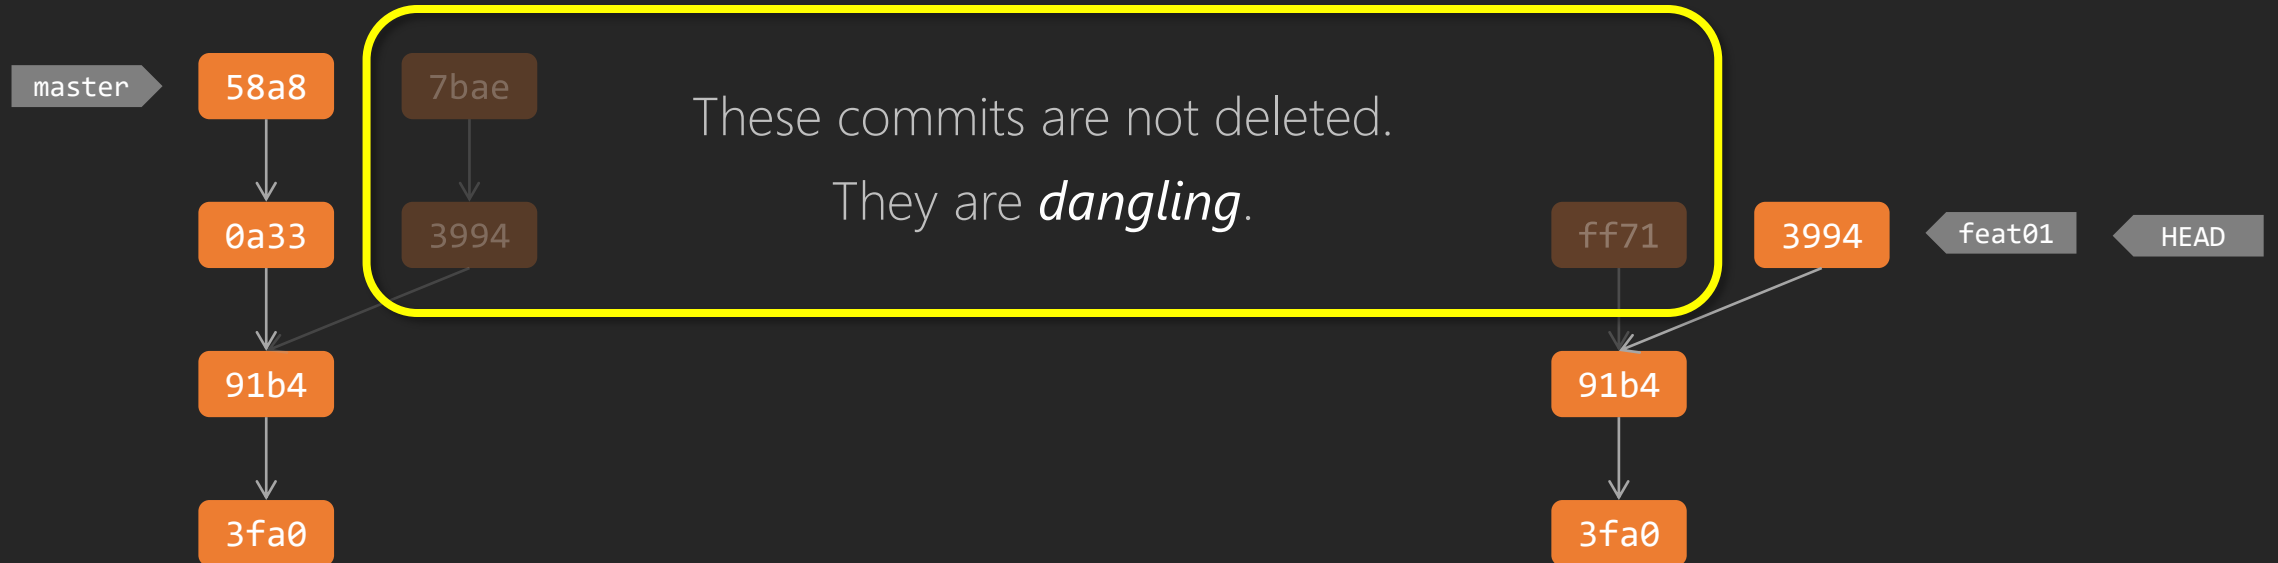 master
58a8
7bae
These commits are not deleted.
They are dangling.
0a33
3994
ff71
3994
feat01
HEAD
91b4
91b4
3fa0
3fa0